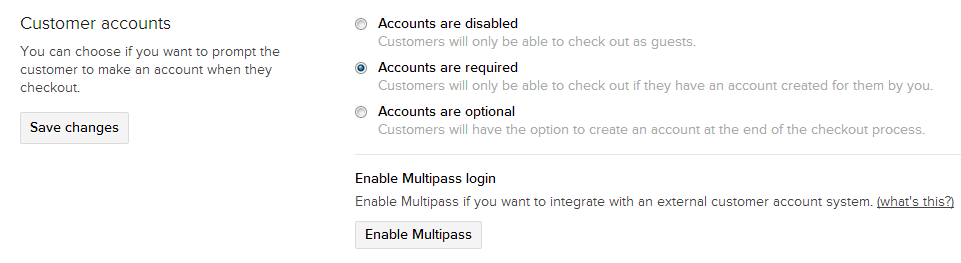 Customer accounts
You can choose if you want to prompt the
customer to make an account when they
checkout.
Save changes
Accounts are disabled
Customers will only be able to check out as guests.
Accounts are required
Customers will only be able to check out if they have an account created for them by you.
Accounts are optional
Customers will have the option to create an account at the end of the checkout process.
Enable Multipass login
Enable Multipass if you want to integrate with an external customer account system. (what's this?)
Enable Multipass